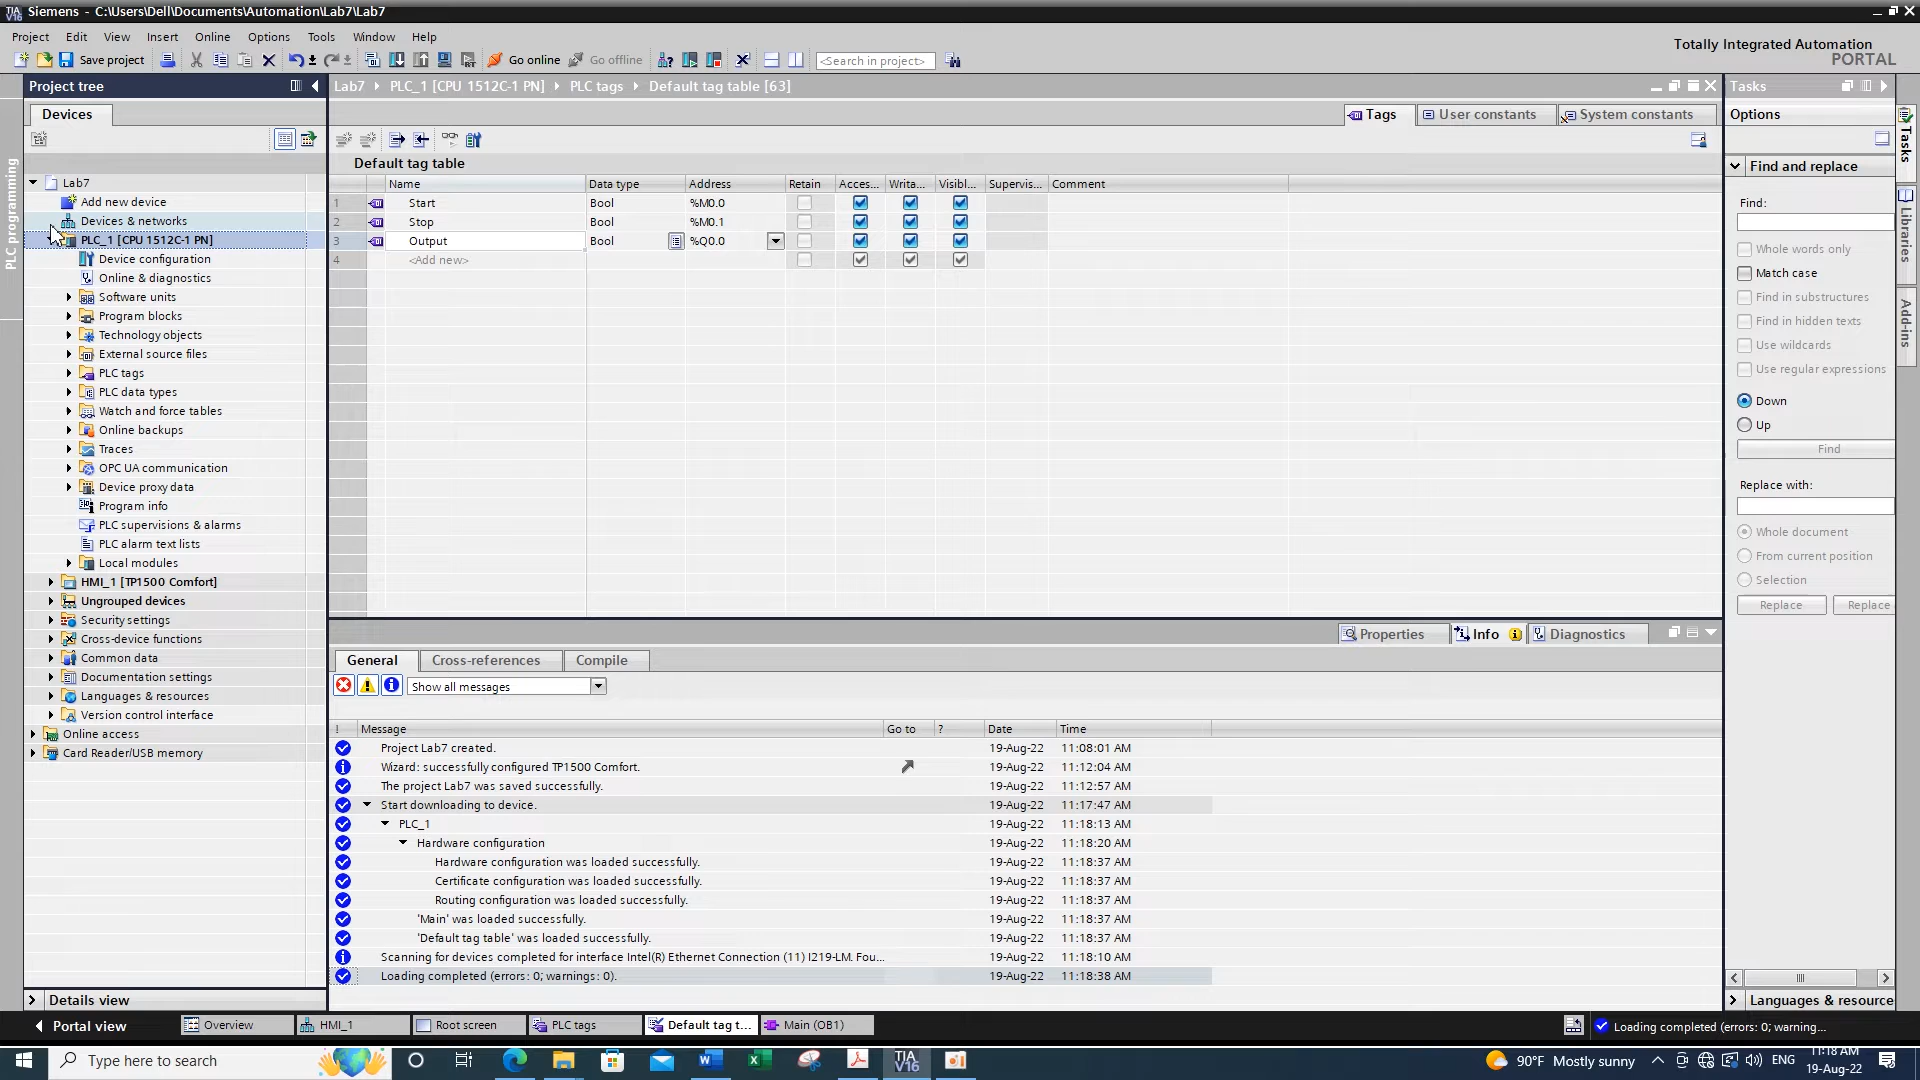 Siemens - C:\Users\Dell\Documents\Automation\Lab7\Lab7
Project Edit View Insert Online Options Tools Window Help
Totally Integrated Automation
PORTAL
Save project
Go online
Go offline
<Search in project>
Project tree
Lab7 PLC_1 [CPU 1512C-1 PN] PLC tags Default tag table [63]
Tasks
Devices
Tags
User constants
System constants
Options
Default tag table
Find and replace
Name Data type Address Retain Acces... Writa... Visibl... Supervis... Comment
1 Start Bool %M0.0
2 Stop Bool %M0.1
3 Output Bool %Q0.0
4 <Add new>
PLC programming
Lab7
Add new device
Devices & networks
PLC_1 [CPU 1512C-1 PN]
Device configuration
Online & diagnostics
Software units
Program blocks
Technology objects
External source files
PLC tags
PLC data types
Watch and force tables
Online backups
Traces
OPC UA communication
Device proxy data
Program info
PLC supervisions & alarms
PLC alarm text lists
Local modules
HMI_1 [TP1500 Comfort]
Ungrouped devices
Security settings
Cross-device functions
Common data
Documentation settings
Languages & resources
Version control interface
Online access
Card Reader/USB memory
Details view
Find:
Whole words only
Match case
Find in substructures
Find in hidden texts
Use wildcards
Use regular expressions
Down
Up
Find
Replace with:
Whole document
From current position
Selection
Replace Replace
Languages & resource
Tasks
Libraries
Add-ins
Properties
Info
Diagnostics
General Cross-references Compile
Show all messages
! Message Go to ? Date Time
Project Lab7 created. 19-Aug-22 11:08:01 AM
Wizard: successfully configured TP1500 Comfort. 19-Aug-22 11:12:04 AM
The project Lab7 was saved successfully. 19-Aug-22 11:12:57 AM
Start downloading to device. 19-Aug-22 11:17:47 AM
PLC_1 19-Aug-22 11:18:13 AM
Hardware configuration 19-Aug-22 11:18:20 AM
Hardware configuration was loaded successfully. 19-Aug-22 11:18:37 AM
Certificate configuration was loaded successfully. 19-Aug-22 11:18:37 AM
Routing configuration was loaded successfully. 19-Aug-22 11:18:37 AM
'Main' was loaded successfully. 19-Aug-22 11:18:37 AM
'Default tag table' was loaded successfully. 19-Aug-22 11:18:37 AM
Scanning for devices completed for interface Intel(R) Ethernet Connection (11) I219-LM. Fou... 19-Aug-22 11:18:10 AM
Loading completed (errors: 0; warnings: 0). 19-Aug-22 11:18:38 AM
Portal view Overview HMI_1 Root screen PLC tags Default tag t... Main (OB1)
Loading completed (errors: 0; warning...
Type here to search
TIA
V16
90°F Mostly sunny
ENG
11:18 AM
19-Aug-22